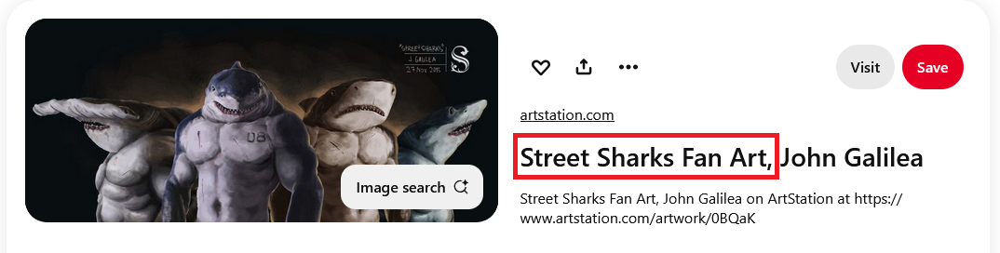 "STREET SHARKS"
J. GALILEA
27 Nov 2015
S
08
Image search
Visit
Save
artstation.com
Street Sharks Fan Art, John Galilea
Street Sharks Fan Art, John Galilea on ArtStation at https://
www.artstation.com/artwork/0BQaK